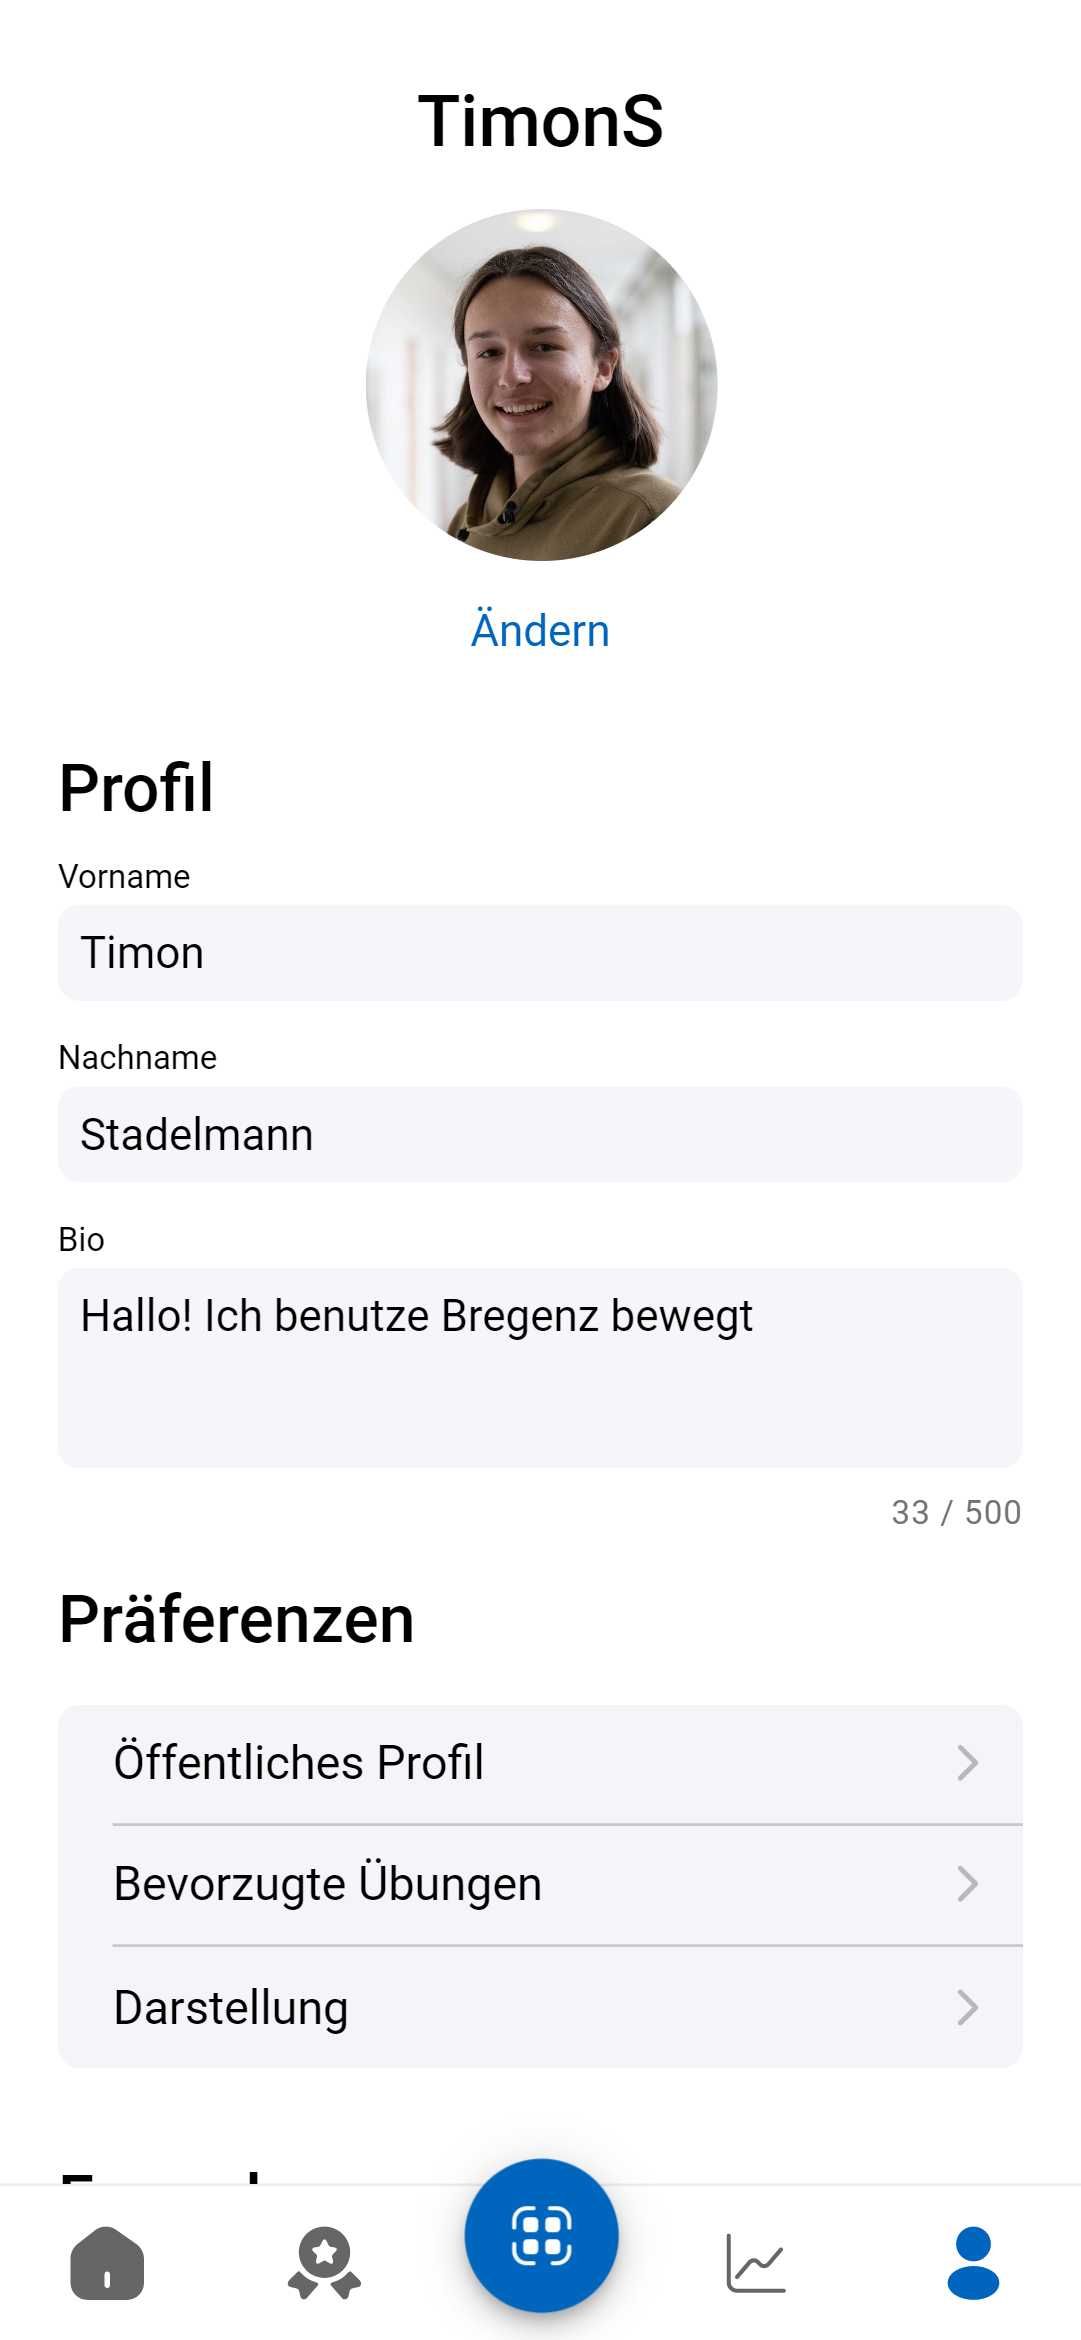 TimonS
Ändern
Profil
Vorname
Timon
Nachname
Stadelmann
Bio
Hallo! Ich benutze Bregenz bewegt
33 / 500
Präferenzen
Öffentliches Profil
Bevorzugte Übungen
Darstellung